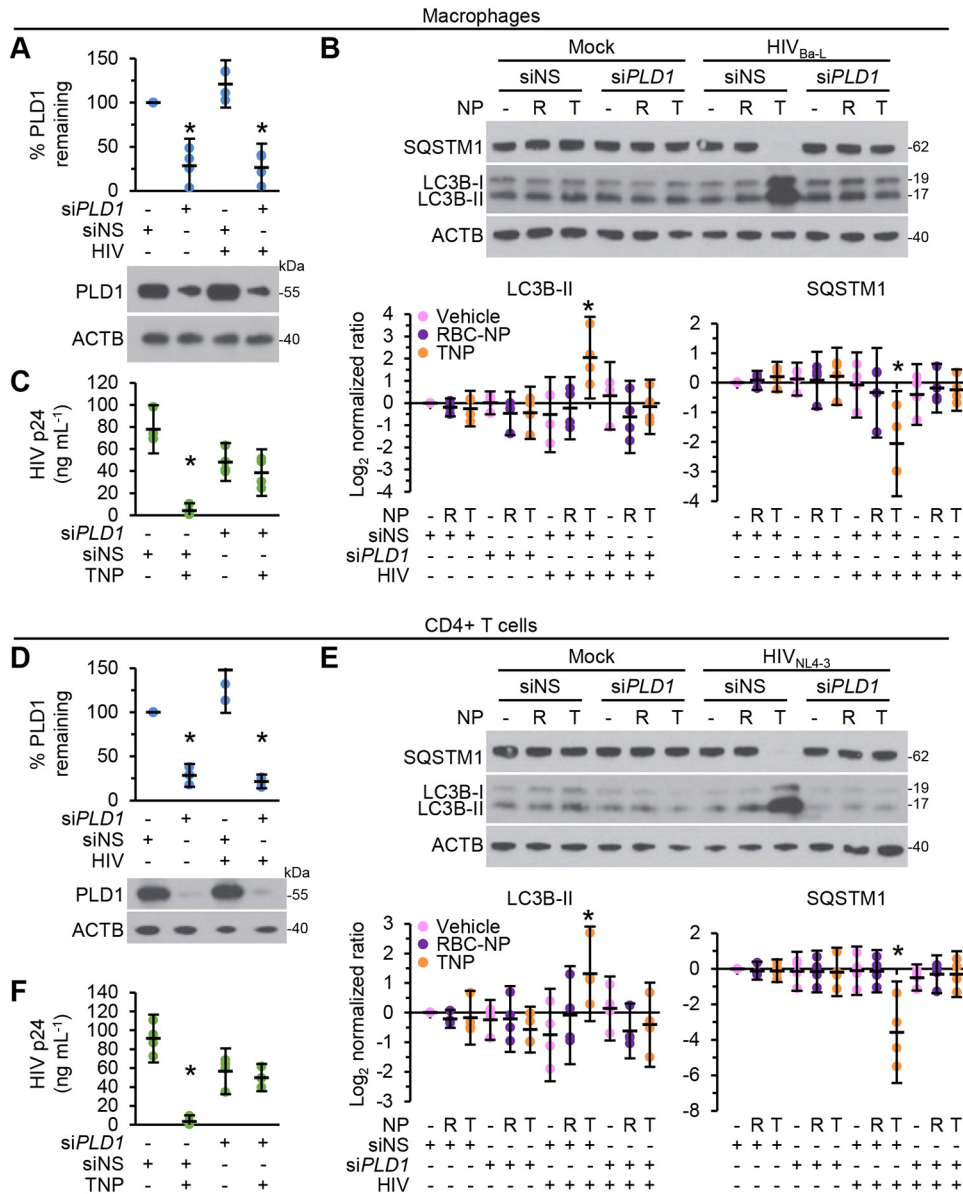 Macrophages
A
150
100
50
0
% PLD1
remaining
siPLD1 - + - +
siNS + - + -
HIV - - + +
kDa
PLD1 -55
ACTB -40
B
Mock HIVBa-L
siNS siPLD1 siNS siPLD1
NP - R T - R T - R T - R T
SQSTM1 -62
LC3B-I -19
LC3B-II -17
ACTB -40
LC3B-II
Vehicle
RBC-NP
TNP
*
4
3
2
1
0
-1
-2
-3
-4
Log2 normalized ratio
NP - R T - R T - R T - R T
siNS + + + - - - + + + - - -
siPLD1 - - - + + + - - - + + +
HIV - - - - - - + + + + + +
SQSTM1
*
2
1
0
-1
-2
-3
-4
- R T - R T - R T - R T
+ + + - - - + + + - - -
- - - + + + - - - + + +
- - - - - - + + + + + +
C
120
100
80
60
40
20
0
HIV p24
(ng mL-1)
*
siPLD1 - - + +
siNS + + - -
TNP - + - +
CD4+ T cells
D
150
100
50
0
% PLD1
remaining
* *
siPLD1 - + - +
siNS + - + -
HIV - - + +
kDa
PLD1 -55
ACTB -40
E
Mock HIVNL4-3
siNS siPLD1 siNS siPLD1
NP - R T - R T - R T - R T
SQSTM1 -62
LC3B-I -19
LC3B-II -17
ACTB -40
LC3B-II
Vehicle
RBC-NP
TNP
*
3
2
1
0
-1
-2
-3
Log2 normalized ratio
NP - R T - R T - R T - R T
siNS + + + - - - + + + - - -
siPLD1 - - - + + + - - - + + +
HIV - - - - - - + + + + + +
SQSTM1
*
2
0
-2
-4
-6
-8
- R T - R T - R T - R T
+ + + - - - + + + - - -
- - - + + + - - - + + +
- - - - - - + + + + + +
F
140
120
100
80
60
40
20
0
HIV p24
(ng mL-1)
*
siPLD1 - - + +
siNS + + - -
TNP - + - +